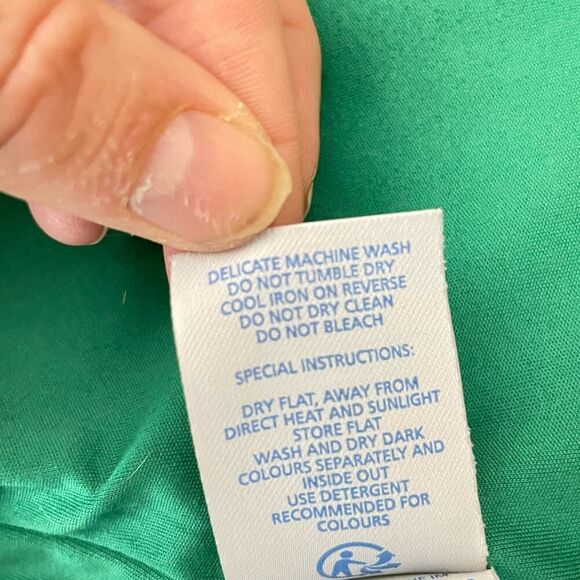 DELICATE MACHINE WASH
DO NOT TUMBLE DRY
COOL IRON ON REVERSE
DO NOT DRY CLEAN
DO NOT BLEACH
SPECIAL INSTRUCTIONS:
DRY FLAT, AWAY FROM
DIRECT HEAT AND SUNLIGHT
STORE FLAT
WASH AND DRY DARK
COLOURS SEPARATELY AND
INSIDE OUT
USE DETERGENT
RECOMMENDED FOR
COLOURS